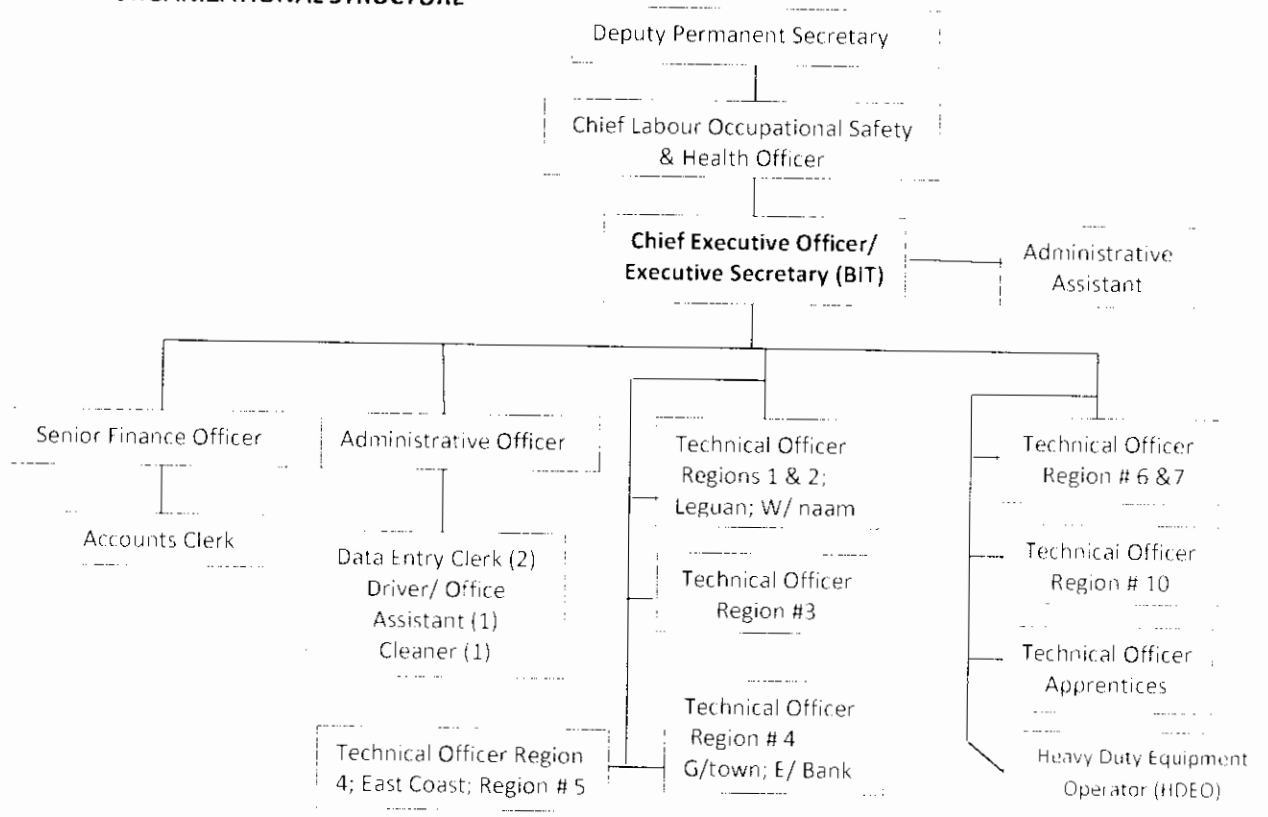 Deputy Permanent Secretary
Chief Labour Occupational Safety
& Health Officer
Chief Executive Officer/
Executive Secretary (BIT)
Administrative
Assistant
Senior Finance Officer
Accounts Clerk
Administrative Officer
Data Entry Clerk (2)
Driver/ Office
Assistant (1)
Cleaner (1)
Technical Officer
Regions 1 & 2;
Leguan; W/ naam
Technical Officer
Region #3
Technical Officer
Region # 4
G/town; E/ Bank
Technical Officer Region
4; East Coast; Region # 5
Technical Officer
Region # 6 &7
Technical Officer
Region # 10
Technical Officer
Apprentices
Heavy Duty Equipment
Operator (HDEO)